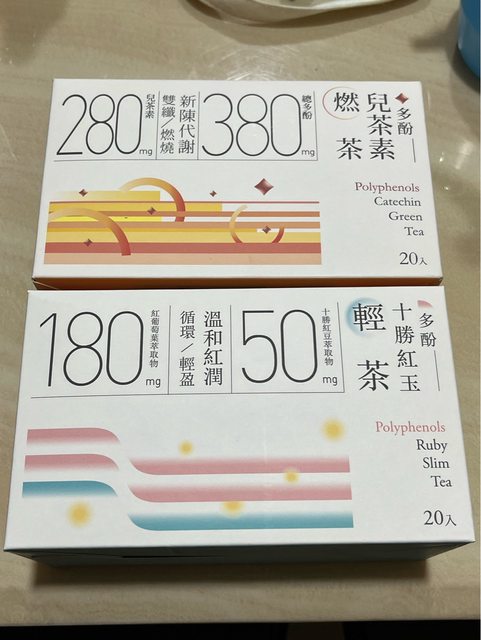 多酚
兒茶素
燃茶
總多酚
380mg
新陳代謝
雙纖/燃燒
兒茶素
280mg
Polyphenols
Catechin
Green
Tea
20入
多酚
十勝紅玉
輕茶
十勝紅豆萃取物
50mg
溫和紅潤
循環/輕盈
紅葡萄葉萃取物
180mg
Polyphenols
Ruby
Slim
Tea
20入